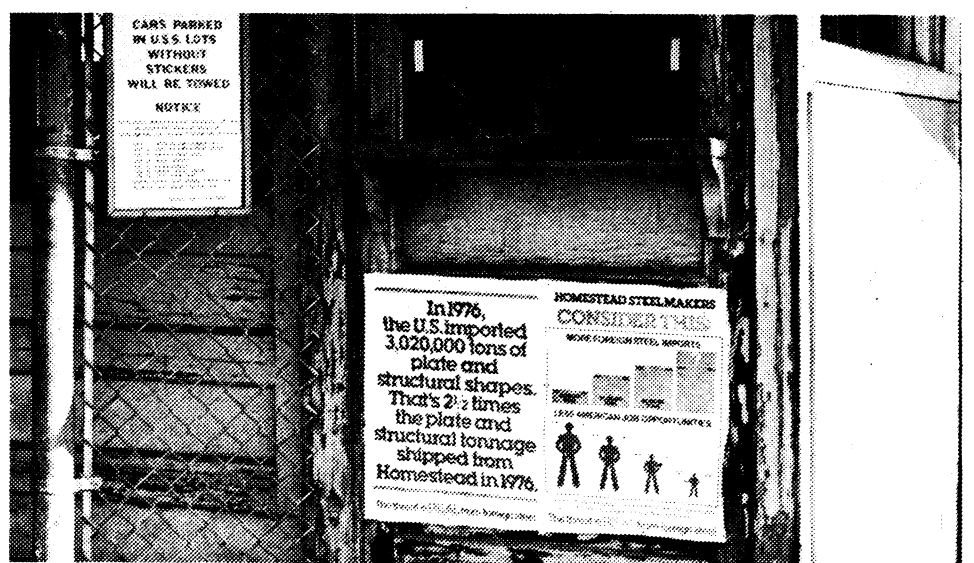 CARS PARKED
IN U.S.S. LOTS
WITHOUT
STICKERS
WILL BE TOWED
NOTICE
In 1976,
the U.S. imported
3,020,000 tons of
plate and
structural shapes.
That's 2 1/2 times
the plate and
structural tonnage
shipped from
Homestead in 1976.
HOMESTEAD STEELMAKERS
CONSIDER THIS
MORE FOREIGN STEEL IMPORTS
LESS AMERICAN JOB OPPORTUNITIES